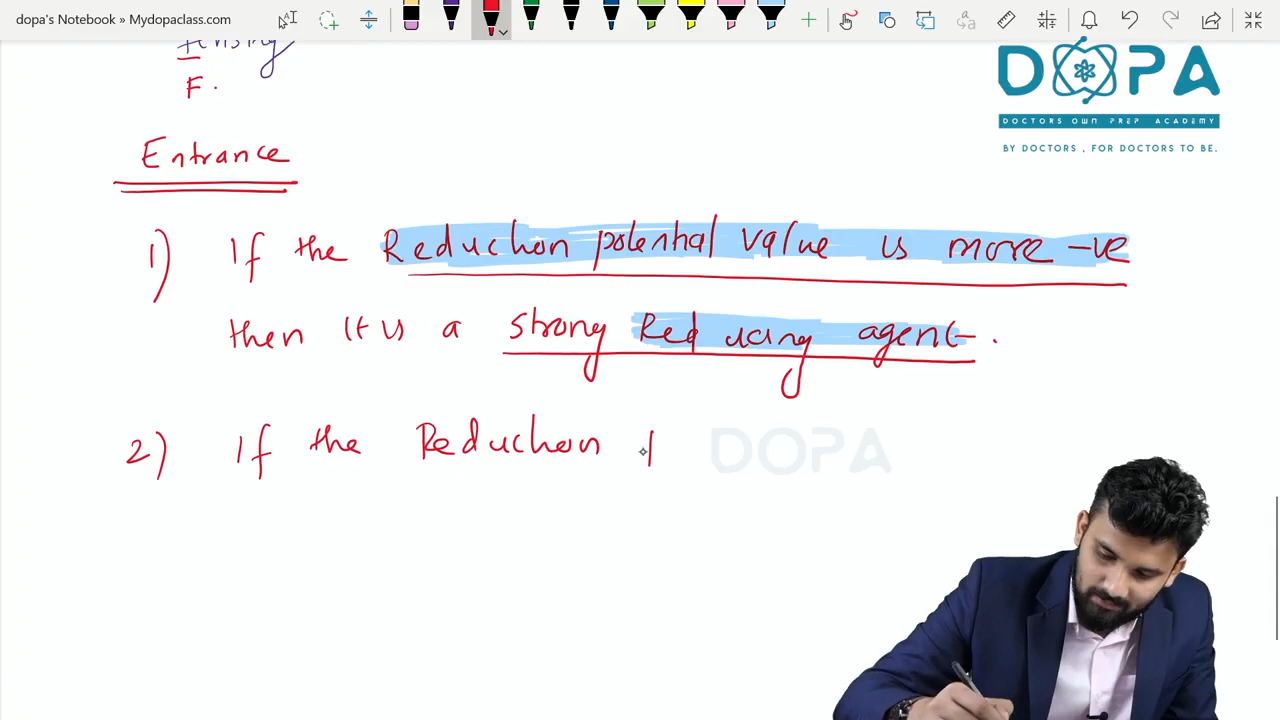 dopa's Notebook » Mydopaclass.com
F.
DOPA
DOCTORS OWN PREP ACADEMY
BY DOCTORS , FOR DOCTORS TO BE.
Entrance
1) If the Reduction potential value is more -ve
then it is a strong Reducing agent.
2) If the Reduction
DOPA